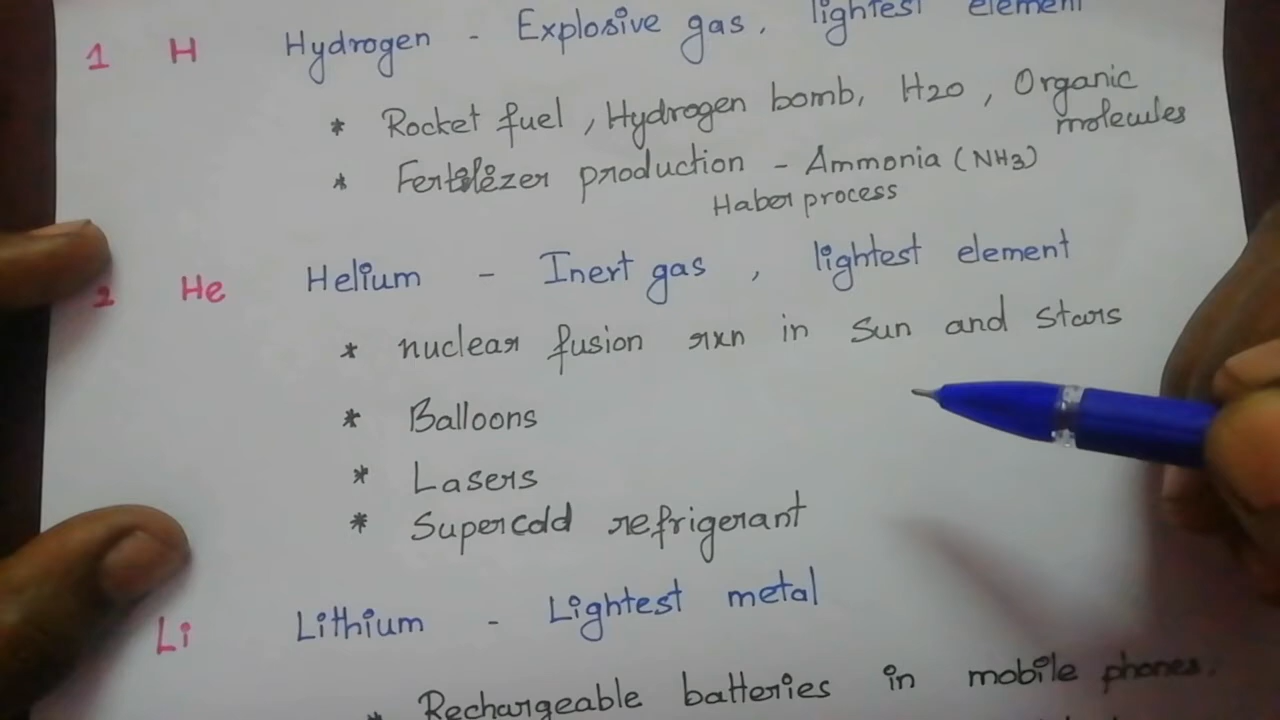 1 H Hydrogen - Explosive gas, lightest element
* Rocket fuel, Hydrogen bomb, H2O, Organic molecules
* Fertilizer production - Ammonia (NH3)
Haber process
2 He Helium - Inert gas, lightest element
* nuclear fusion rxn in Sun and stars
* Balloons
* Lasers
* Supercold refrigerant
Li Lithium - Lightest metal
* Rechargeable batteries in mobile phones.